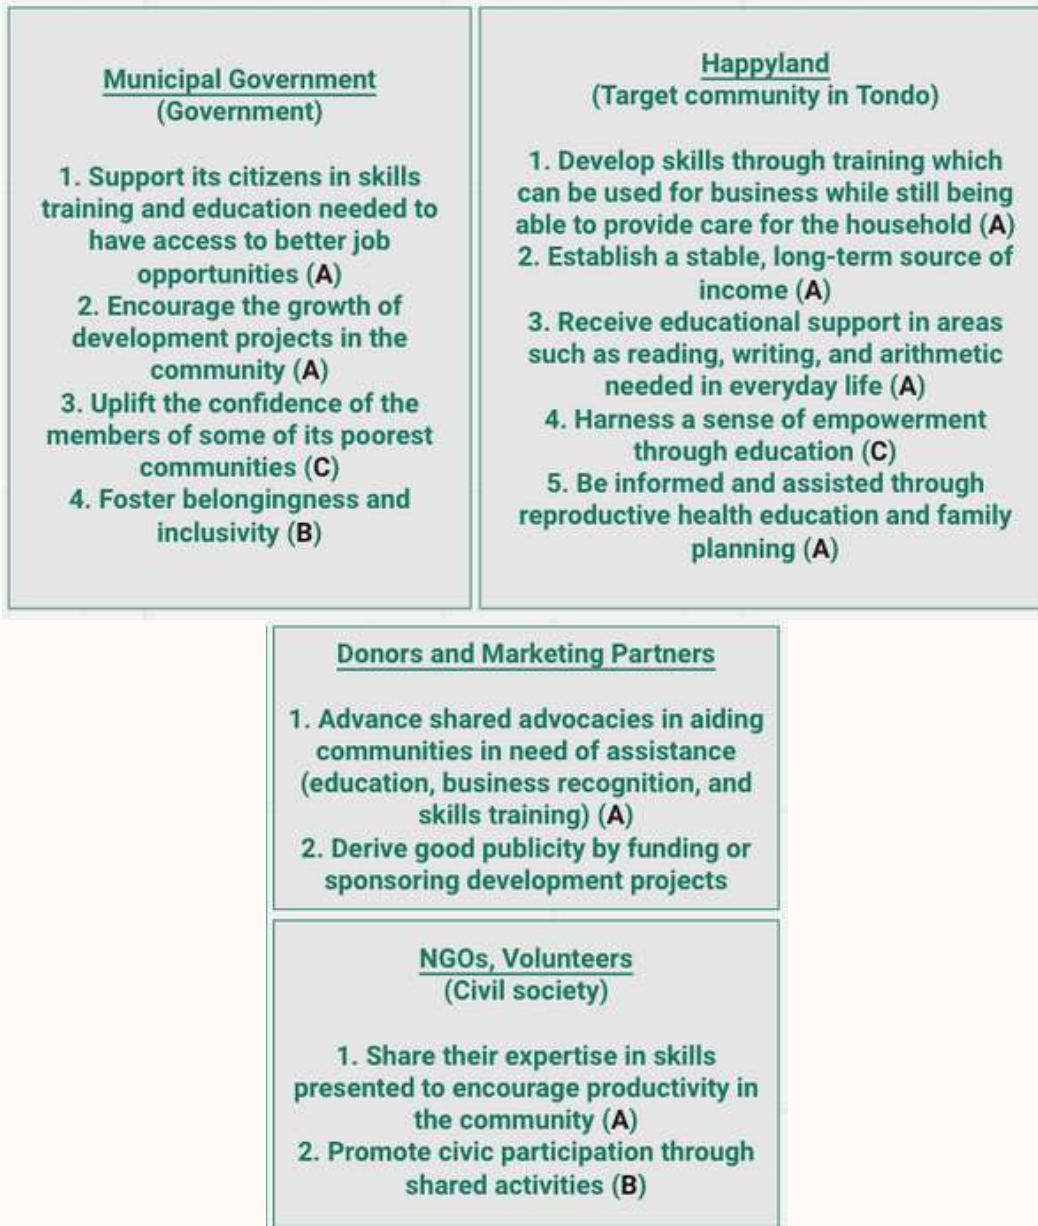 Municipal Government
(Government)
1. Support its citizens in skills
training and education needed to
have access to better job
opportunities (A)
2. Encourage the growth of
development projects in the
community (A)
3. Uplift the confidence of the
members of some of its poorest
communities (C)
4. Foster belongingness and
inclusivity (B)
Happyland
(Target community in Tondo)
1. Develop skills through training which
can be used for business while still being
able to provide care for the household (A)
2. Establish a stable, long-term source of
income (A)
3. Receive educational support in areas
such as reading, writing, and arithmetic
needed in everyday life (A)
4. Harness a sense of empowerment
through education (C)
5. Be informed and assisted through
reproductive health education and family
planning (A)
Donors and Marketing Partners
1. Advance shared advocacies in aiding
communities in need of assistance
(education, business recognition, and
skills training) (A)
2. Derive good publicity by funding or
sponsoring development projects
NGOs, Volunteers
(Civil society)
1. Share their expertise in skills
presented to encourage productivity in
the community (A)
2. Promote civic participation through
shared activities (B)